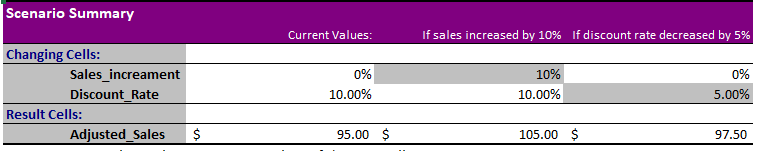 Scenario Summary
Current Values: If sales increased by 10% If discount rate decreased by 5%
Changing Cells:
Sales_increament 0% 10% 0%
Discount_Rate 10.00% 10.00% 5.00%
Result Cells:
Adjusted_Sales $ 95.00 $ 105.00 $ 97.50